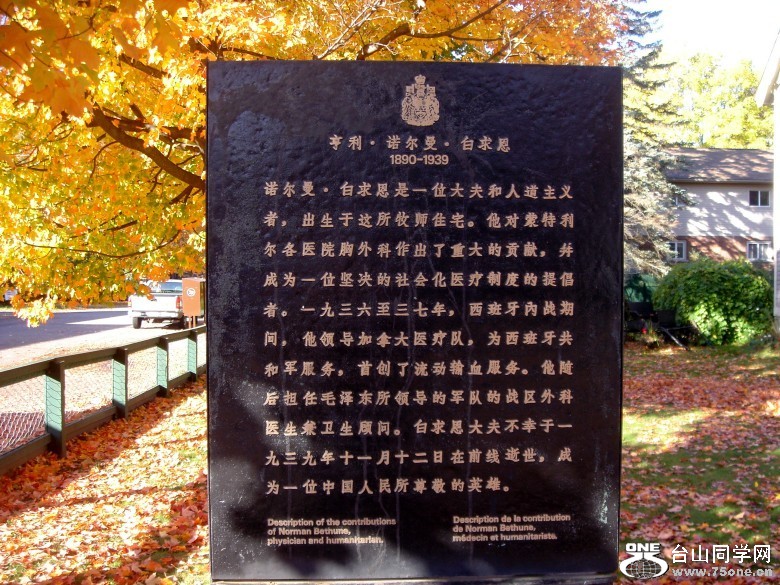 亨利·诺尔曼·白求恩
1890-1939
诺尔曼·白求恩是一位大夫和人道主义
者，出生于这所牧师住宅。他对蒙特利
尔各医院胸外科作出了重大的贡献，并
成为一位坚决的社会化医疗制度的提倡
者。一九三六至三七年，西班牙内战期
间，他领导加拿大医疗队，为西班牙共
和军服务，首创了流动输血服务。他随
后担任毛泽东所领导的军队的战区外科
医生兼卫生顾问。白求恩大夫不幸于一
九三九年十一月十二日在前线逝世，成
为一位中国人民所尊敬的英雄。
Description of the contributions
of Norman Bethune,
physician and humanitarian.
Description de la contribution
de Norman Bethune,
médecin et humanitariste.
ONE
台山同学网
www.75one.cn